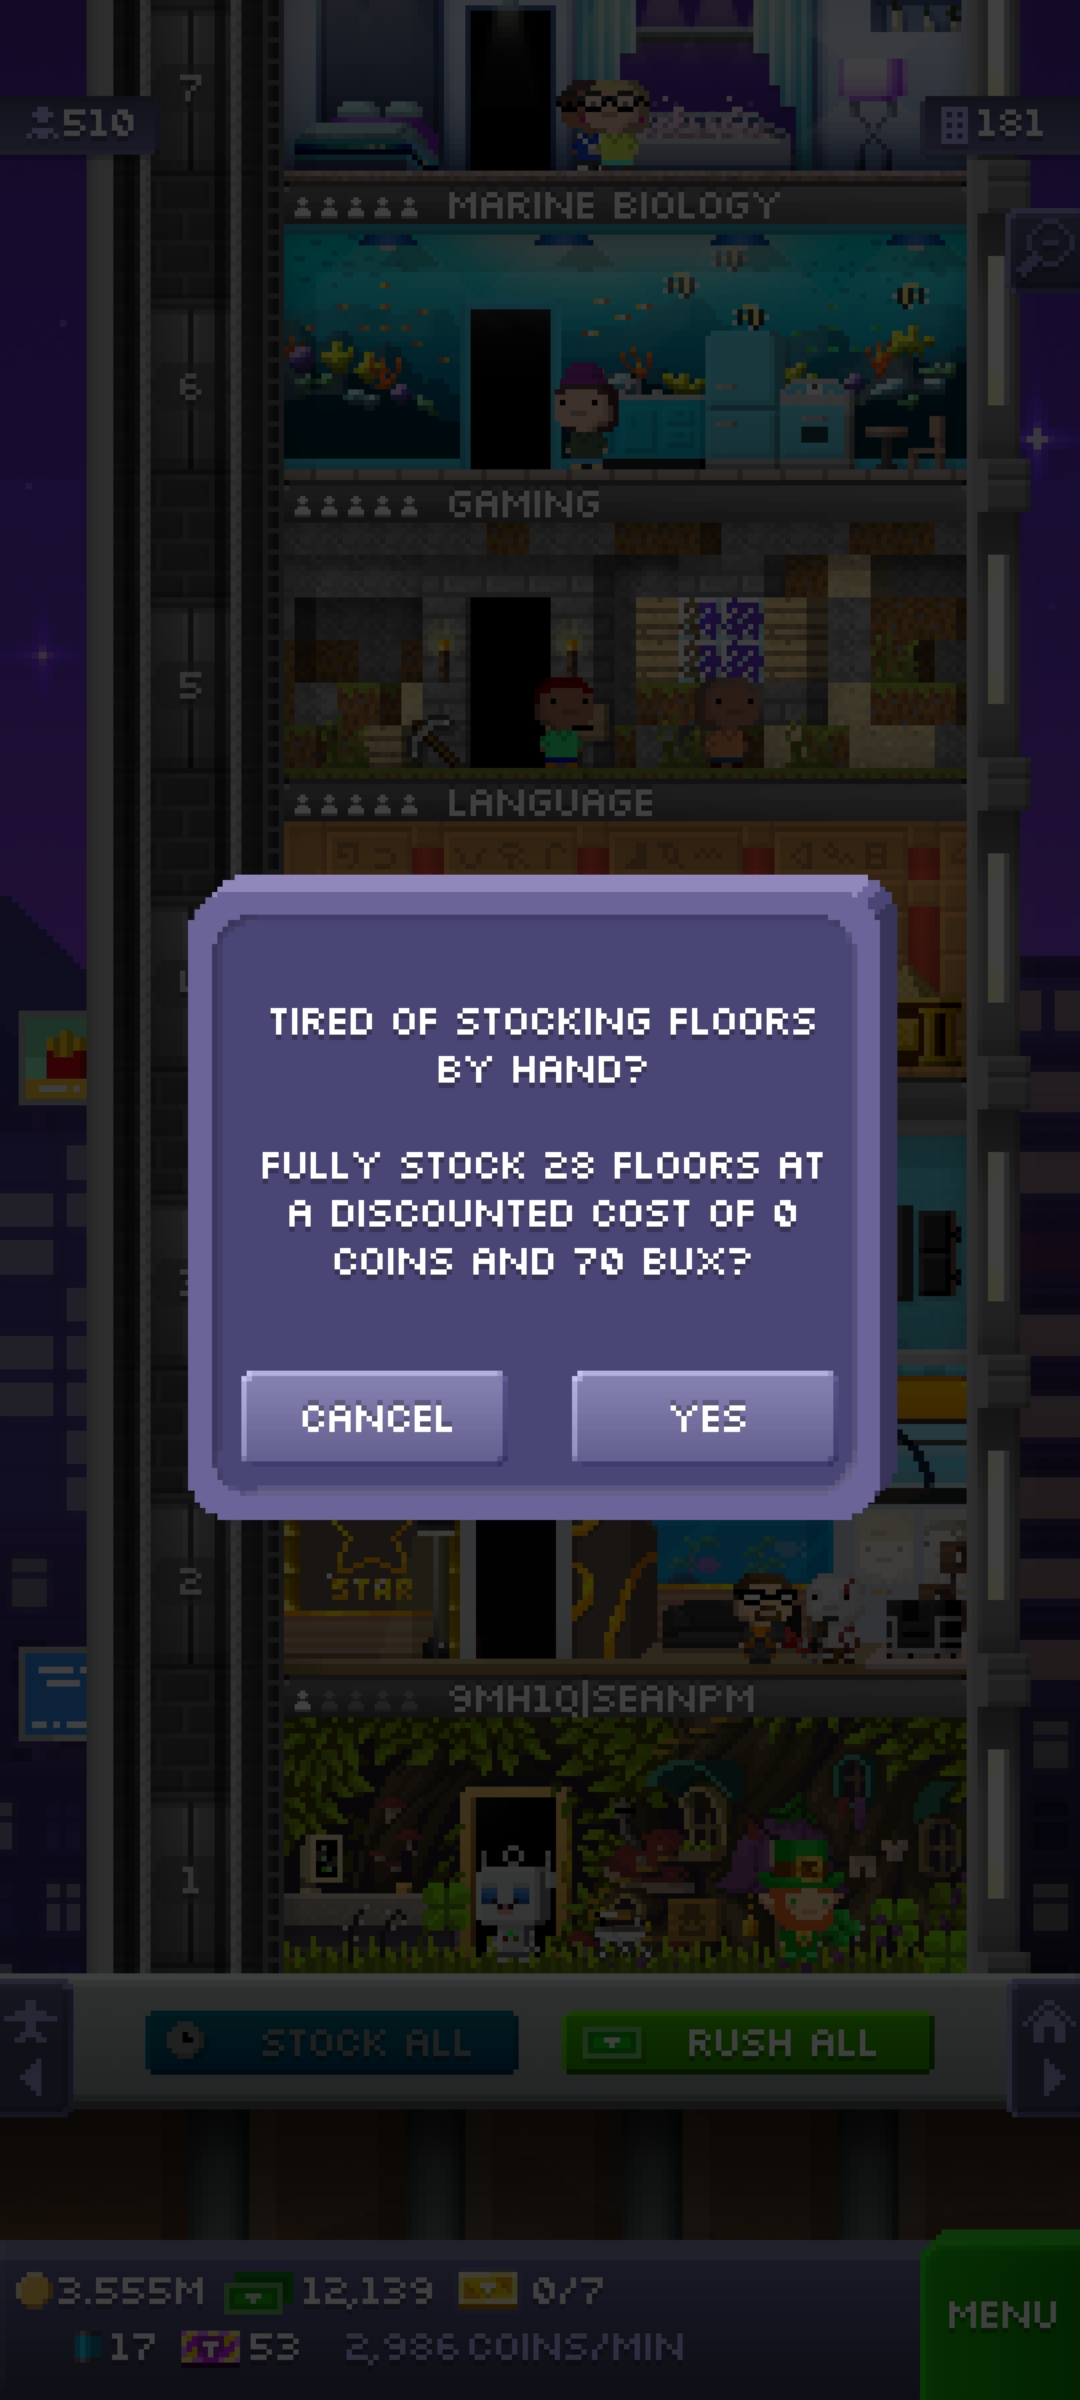 7
510
181
MARINE BIOLOGY
6
GAMING
5
LANGUAGE
TIRED OF STOCKING FLOORS
BY HAND?
FULLY STOCK 28 FLOORS AT
A DISCOUNTED COST OF 0
COINS AND 70 BUX?
CANCEL
YES
STAR
2
9MH1Q|SEANPM
1
STOCK ALL
RUSH ALL
3.555M
12,139
0/7
17
53
2,986 COINS/MIN
MENU